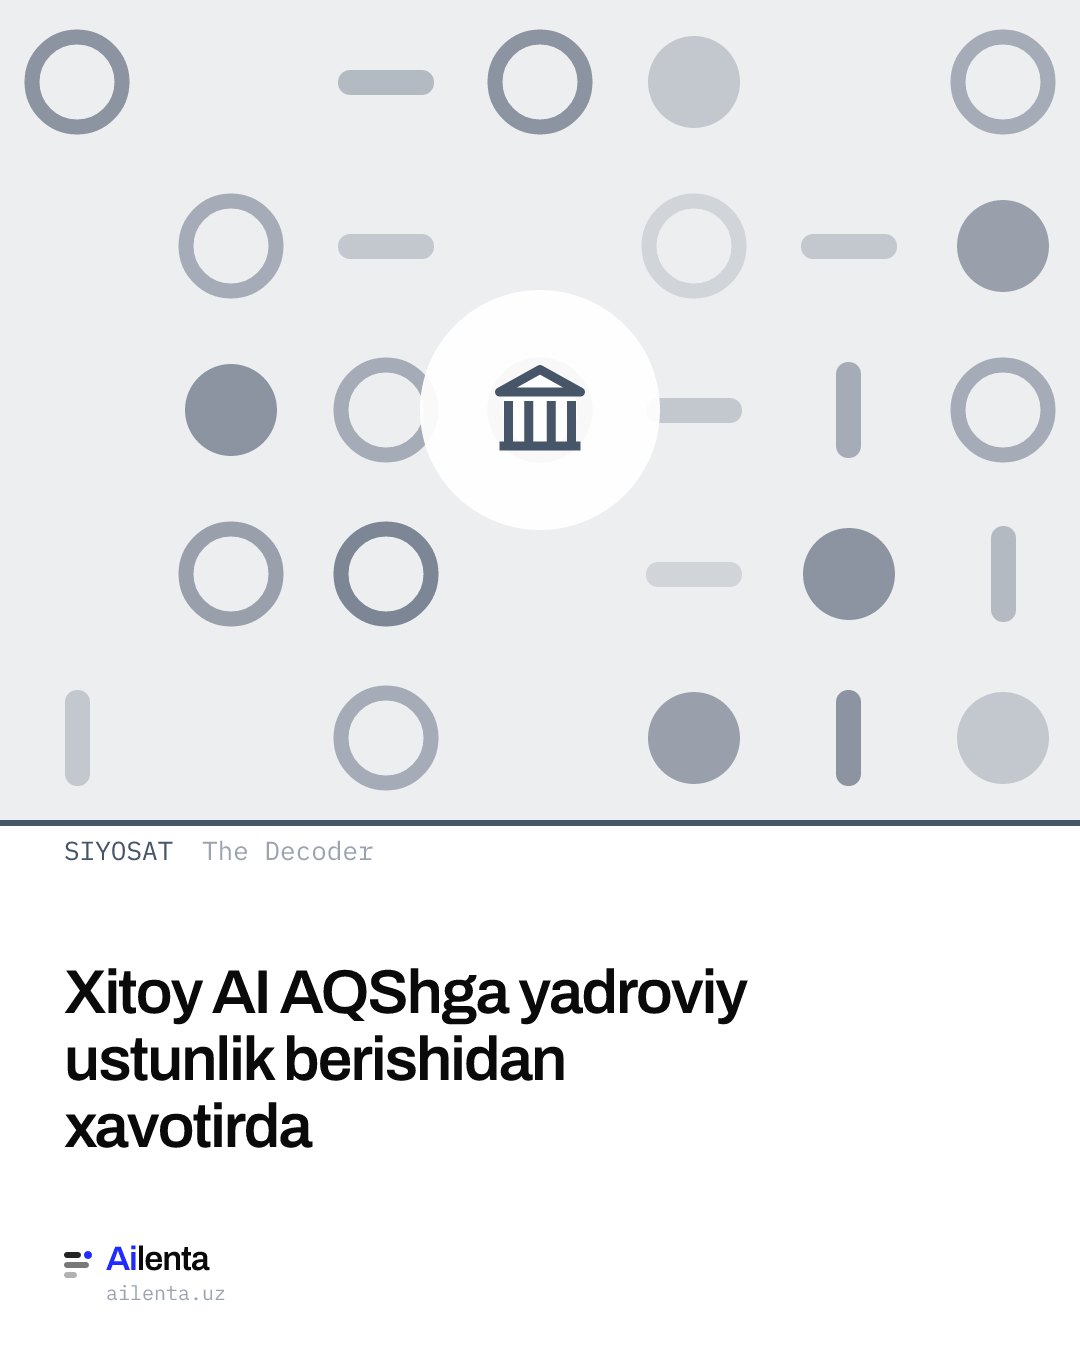 SIYOSAT The Decoder
Xitoy AI AQShga yadroviy
ustunlik berishidan
xavotirda
Ailenta
ailenta.uz